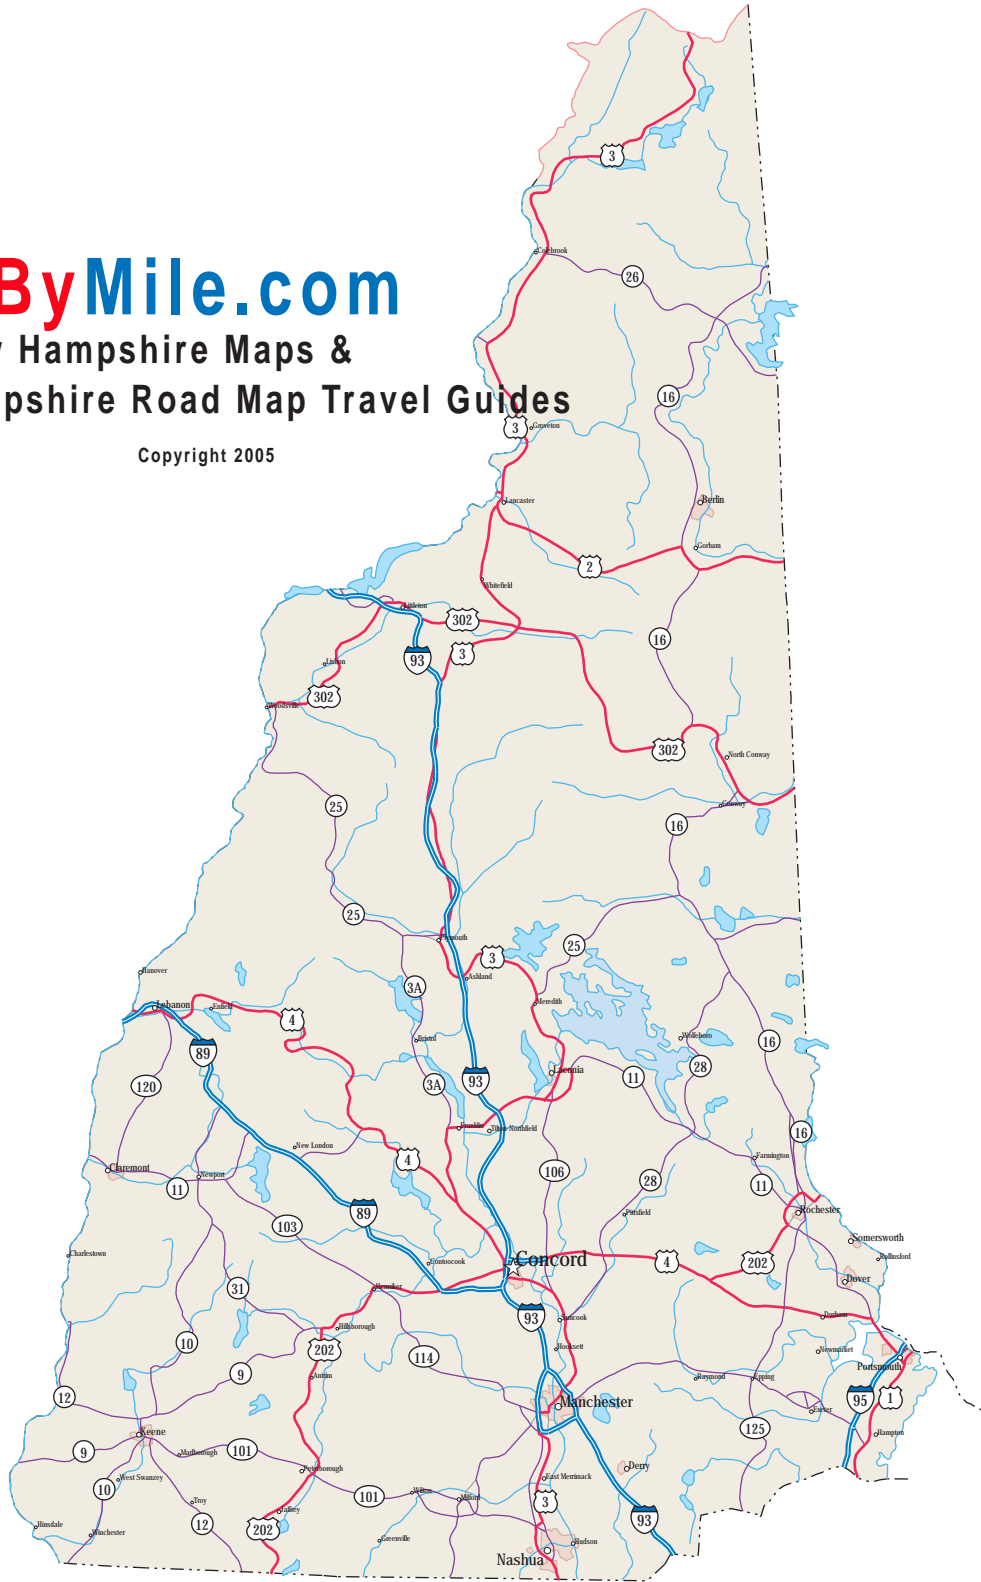 ByMile.com
Hampshire Maps &
pshire Road Map Travel Guides
Copyright 2005
3
Colebrook
26
16
3
Groveton
Lancaster
Berlin
Gorham
2
Whitefield
Littleton
302
16
93
3
Lisbon
302
Woodsville
302
North Conway
Conway
25
16
25
Plymouth
25
3
Hanover
Ashland
3A
Lebanon
Enfield
Meredith
4
Wolfeboro
16
Bristol
89
28
120
3A
93
Laconia
11
Franklin
Tilton-Northfield
16
New London
4
Farmington
Claremont
Newport
106
28
11
11
89
Pittsfield
Rochester
103
Somersworth
Charlestown
Contoocook
Concord
4
202
Rollinsford
Dover
31
Henniker
93
Suncook
Durham
Hillsborough
10
202
114
Hooksett
Newmarket
Portsmouth
9
Antrim
Raymond
Epping
12
Manchester
95
1
Exeter
Keene
125
Hampton
9
Marlborough
101
Peterborough
Derry
West Swanzey
East Merrimack
10
101
Wilton
Milford
Troy
3
Jaffrey
93
Hinsdale
Winchester
12
202
Greenville
Hudson
Nashua